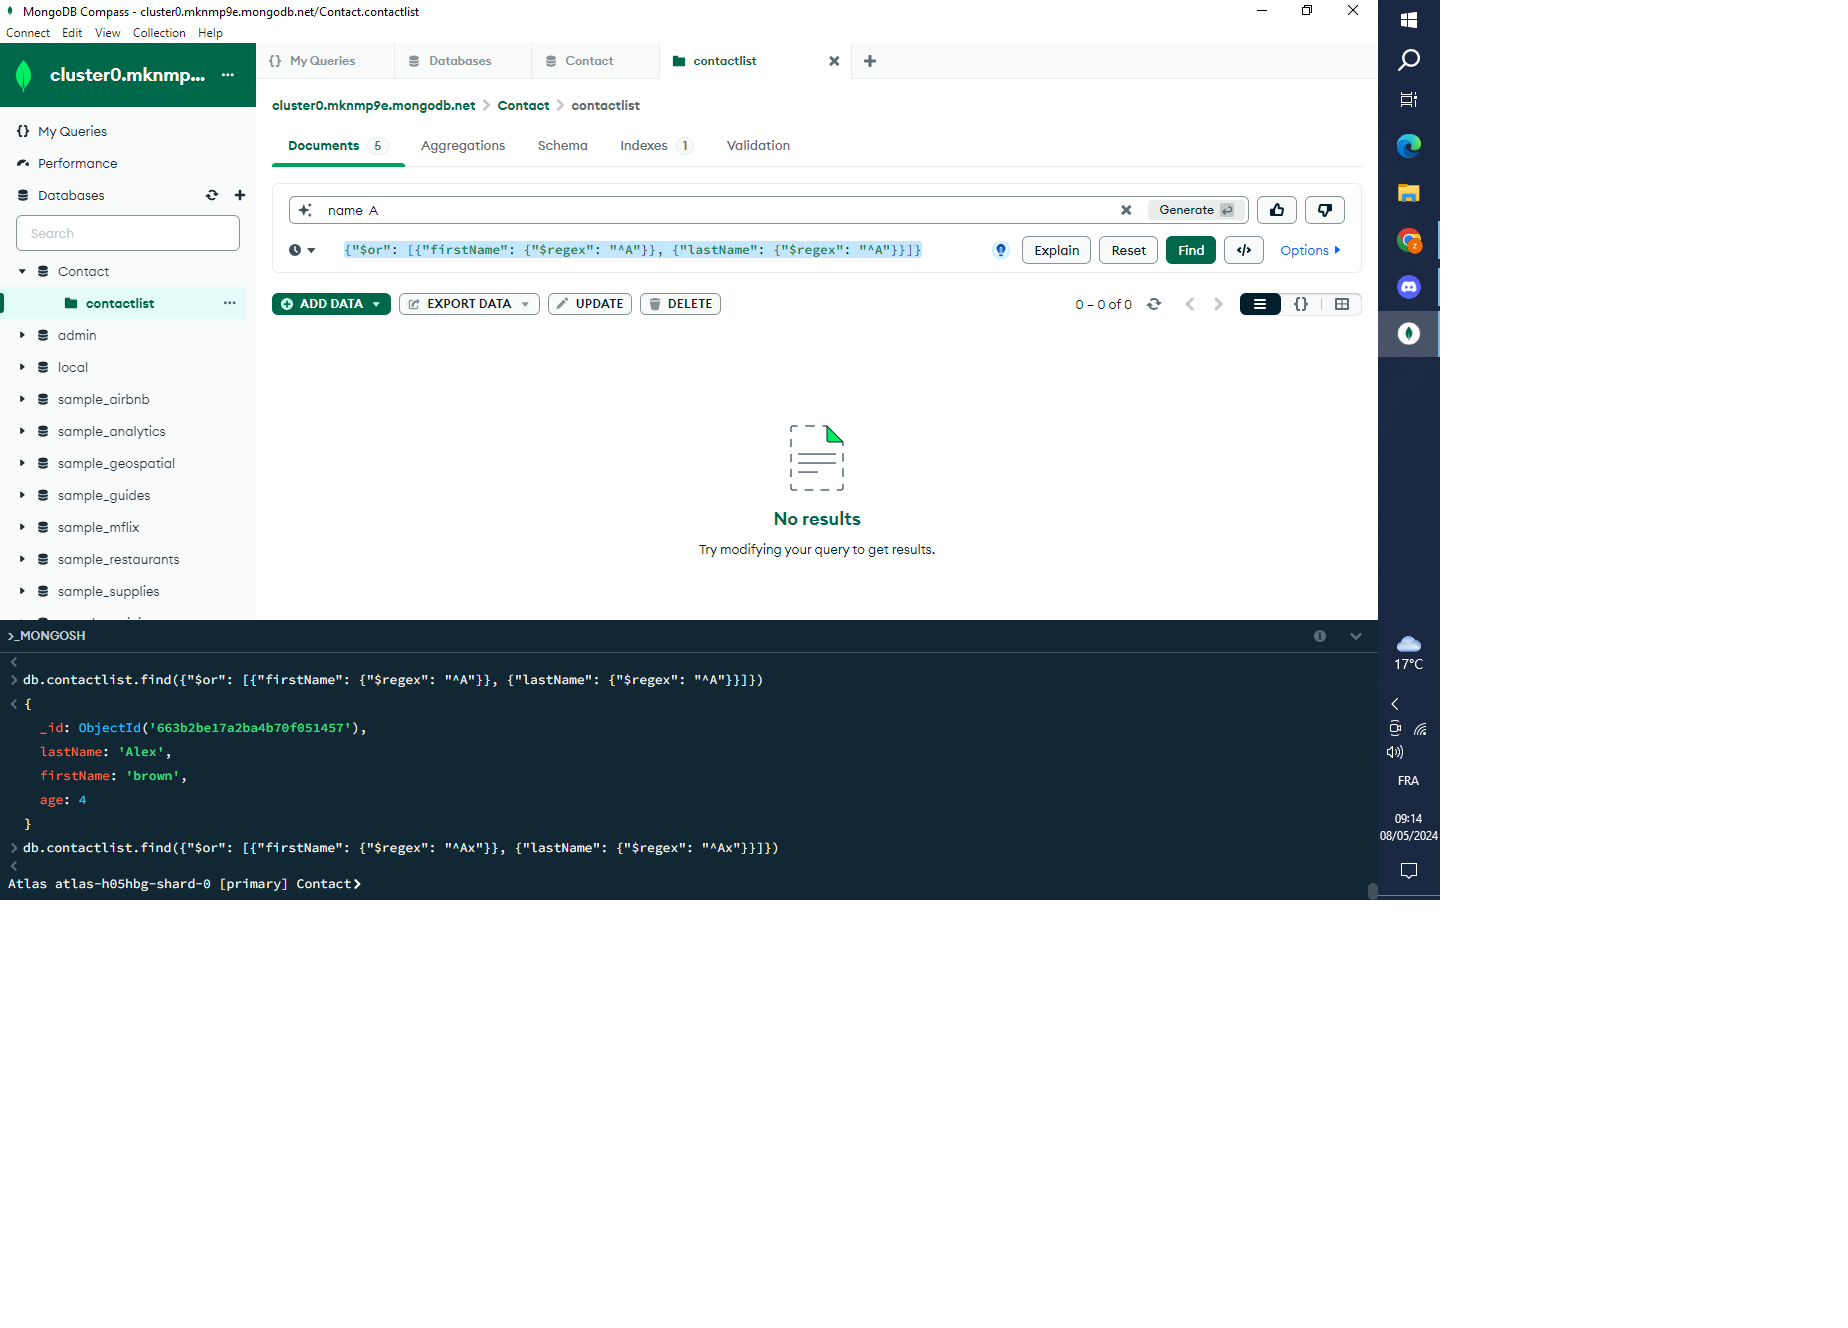 MongoDB Compass - cluster0.mknmp9e.mongodb.net/Contact.contactlist
Connect Edit View Collection Help
cluster0.mknmp... ...
{} My Queries
Performance
Databases
Search
Contact
contactlist ...
admin
local
sample_airbnb
sample_analytics
sample_geospatial
sample_guides
sample_mflix
sample_restaurants
sample_supplies
{} My Queries Databases Contact contactlist
cluster0.mknmp9e.mongodb.net > Contact > contactlist
Documents 5 Aggregations Schema Indexes 1 Validation
name A Generate
{"$or": [{"firstName": {"$regex": "^A"}}, {"lastName": {"$regex": "^A"}}]} Explain Reset Find </> Options
ADD DATA EXPORT DATA UPDATE DELETE 0 – 0 of 0 {}
No results
Try modifying your query to get results.
>_MONGOSH
<
> db.contactlist.find({"$or": [{"firstName": {"$regex": "^A"}}, {"lastName": {"$regex": "^A"}}]})
< {
_id: ObjectId('663b2be17a2ba4b70f051457'),
lastName: 'Alex',
firstName: 'brown',
age: 4
}
> db.contactlist.find({"$or": [{"firstName": {"$regex": "^Ax"}}, {"lastName": {"$regex": "^Ax"}}]})
<
Atlas atlas-h05hbg-shard-0 [primary] Contact>
17°C
FRA
09:14
08/05/2024